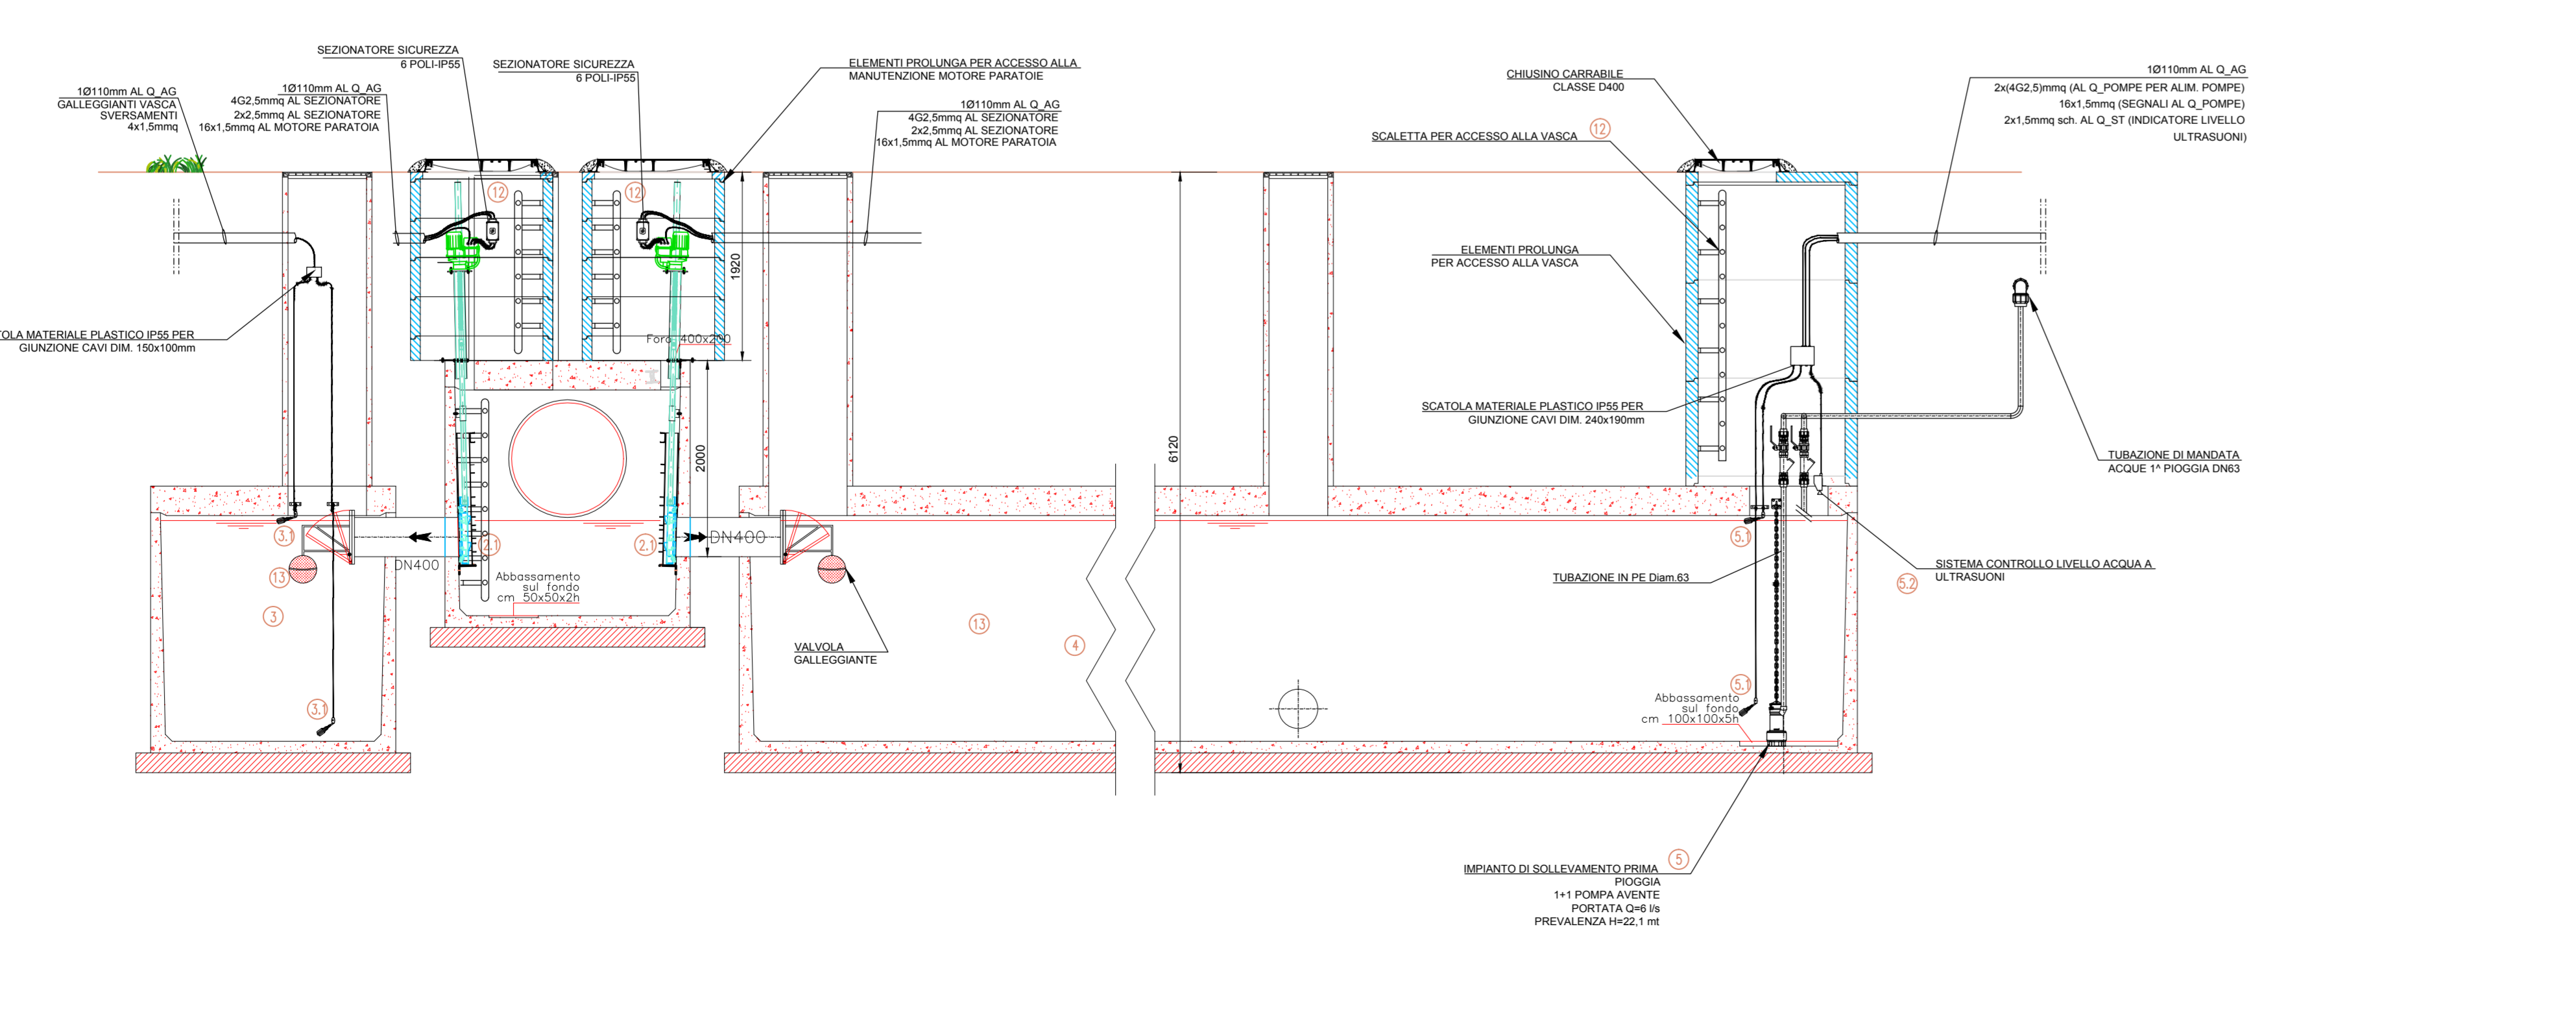 SEZIONATORE SICUREZZA
6 POLI-IP55
SEZIONATORE SICUREZZA
6 POLI-IP55
ELEMENTI PROLUNGA PER ACCESSO ALLA
MANUTENZIONE MOTORE PARATOIE
1Ø110mm AL Q_AG
GALLEGGIANTI VASCA
SVERSAMENTI
4x1,5mmq
1Ø110mm AL Q_AG
4G2,5mmq AL SEZIONATORE
2x2,5mmq AL SEZIONATORE
16x1,5mmq AL MOTORE PARATOIA
1Ø110mm AL Q_AG
4G2,5mmq AL SEZIONATORE
2x2,5mmq AL SEZIONATORE
16x1,5mmq AL MOTORE PARATOIA
CHIUSINO CARRABILE
CLASSE D400
1Ø110mm AL Q_AG
2x(4G2,5)mmq (AL Q_POMPE PER ALIM. POMPE)
16x1,5mmq (SEGNALI AL Q_POMPE)
2x1,5mmq sch. AL Q_ST (INDICATORE LIVELLO
ULTRASUONI)
SCALETTA PER ACCESSO ALLA VASCA
12
12
12
1920
ELEMENTI PROLUNGA
PER ACCESSO ALLA VASCA
TOLA MATERIALE PLASTICO IP55 PER
GIUNZIONE CAVI DIM. 150x100mm
Foro 400x200
SCATOLA MATERIALE PLASTICO IP55 PER
GIUNZIONE CAVI DIM. 240x190mm
2000
6120
TUBAZIONE DI MANDATA
ACQUE 1^ PIOGGIA DN63
3.1
2.1
2.1
DN400
DN400
5.1
13
Abbassamento
sul fondo
cm 50x50x2h
TUBAZIONE IN PE Diam.63
SISTEMA CONTROLLO LIVELLO ACQUA A
ULTRASUONI
5.2
3
13
4
VALVOLA
GALLEGGIANTE
3.1
5.1
Abbassamento
sul fondo
cm 100x100x5h
5
IMPIANTO DI SOLLEVAMENTO PRIMA
PIOGGIA
1+1 POMPA AVENTE
PORTATA Q=6 l/s
PREVALENZA H=22,1 mt